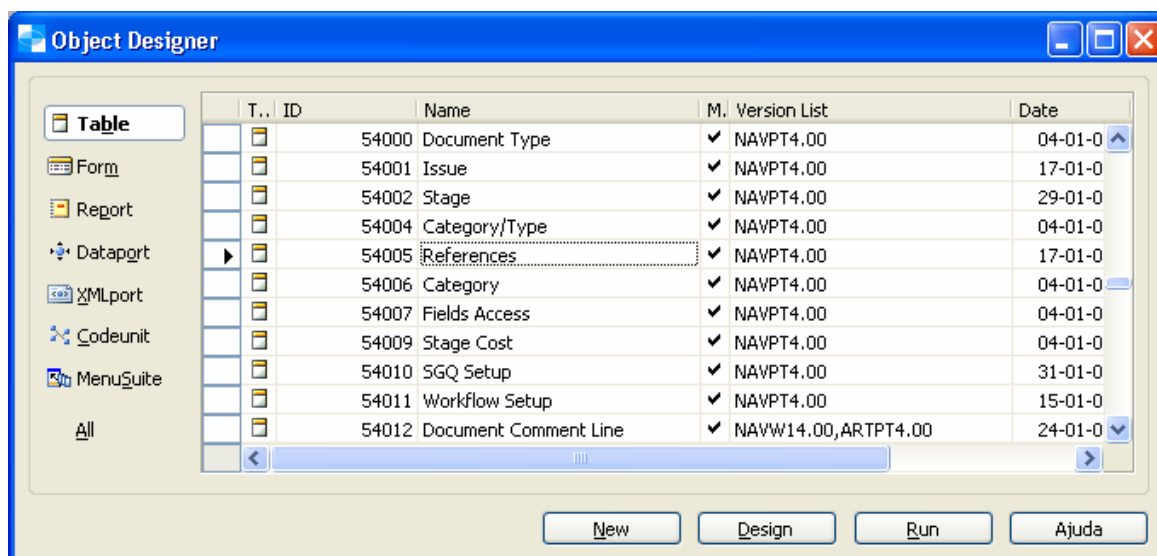 Object Designer
T.. ID Name M. Version List Date
Table
Form
Report
Dataport
XMLport
Codeunit
MenuSuite
All
54000 Document Type ✔ NAVPT4.00 04-01-0
54001 Issue ✔ NAVPT4.00 17-01-0
54002 Stage ✔ NAVPT4.00 29-01-0
54004 Category/Type ✔ NAVPT4.00 04-01-0
54005 References ✔ NAVPT4.00 17-01-0
54006 Category ✔ NAVPT4.00 04-01-0
54007 Fields Access ✔ NAVPT4.00 04-01-0
54009 Stage Cost ✔ NAVPT4.00 04-01-0
54010 SGQ Setup ✔ NAVPT4.00 31-01-0
54011 Workflow Setup ✔ NAVPT4.00 15-01-0
54012 Document Comment Line ✔ NAVW14.00,ARTPT4.00 24-01-0
New Design Run Ajuda